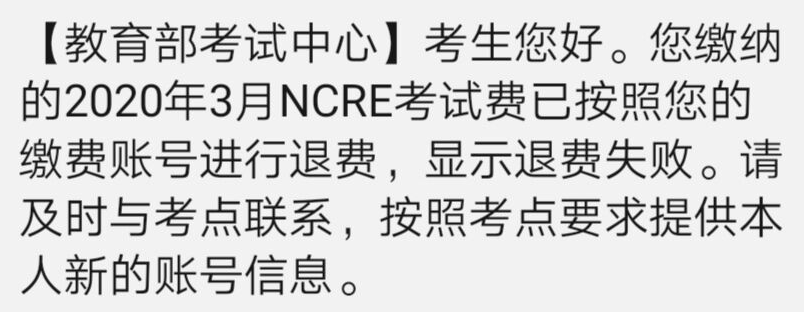 【教育部考试中心】考生您好。您缴纳
的2020年3月NCRE考试费已按照您的
缴费账号进行退费，显示退费失败。请
及时与考点联系，按照考点要求提供本
人新的账号信息。